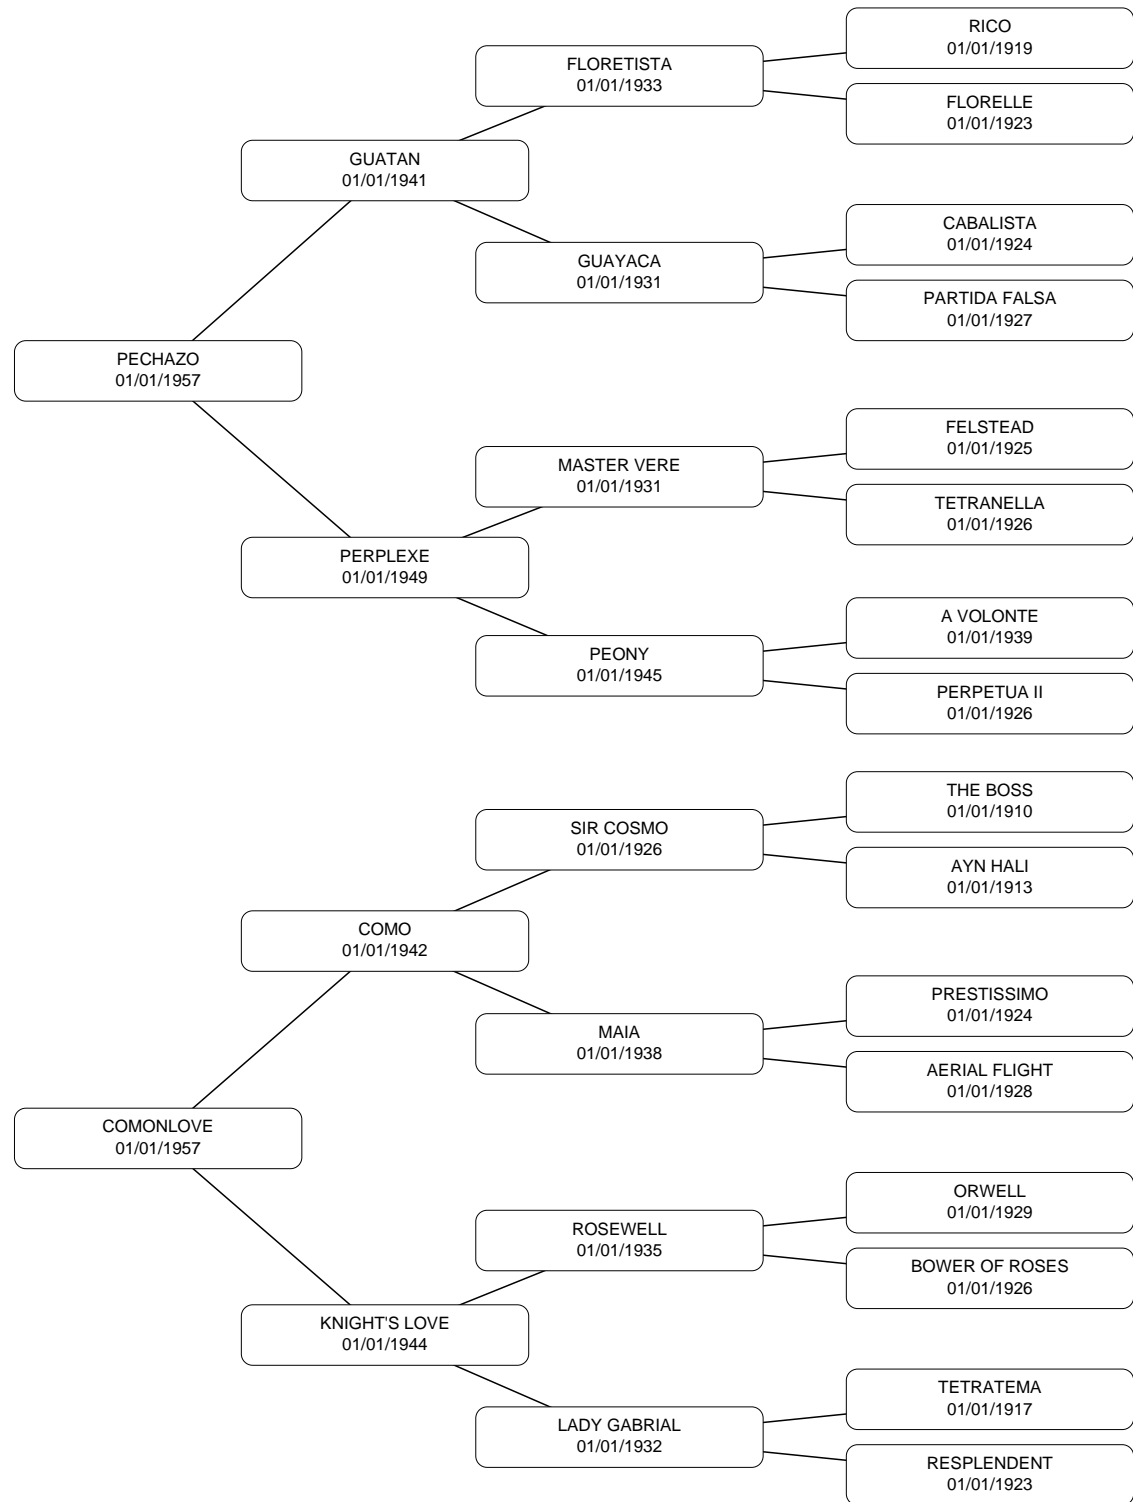 RICO
01/01/1919
FLORETISTA
01/01/1933
FLORELLE
01/01/1923
GUATAN
01/01/1941
CABALISTA
01/01/1924
GUAYACA
01/01/1931
PARTIDA FALSA
01/01/1927
PECHAZO
01/01/1957
FELSTEAD
01/01/1925
MASTER VERE
01/01/1931
TETRANELLA
01/01/1926
PERPLEXE
01/01/1949
A VOLONTE
01/01/1939
PEONY
01/01/1945
PERPETUA II
01/01/1926
THE BOSS
01/01/1910
SIR COSMO
01/01/1926
AYN HALI
01/01/1913
COMO
01/01/1942
PRESTISSIMO
01/01/1924
MAIA
01/01/1938
AERIAL FLIGHT
01/01/1928
COMONLOVE
01/01/1957
ORWELL
01/01/1929
ROSEWELL
01/01/1935
BOWER OF ROSES
01/01/1926
KNIGHT'S LOVE
01/01/1944
TETRATEMA
01/01/1917
LADY GABRIAL
01/01/1932
RESPLENDENT
01/01/1923